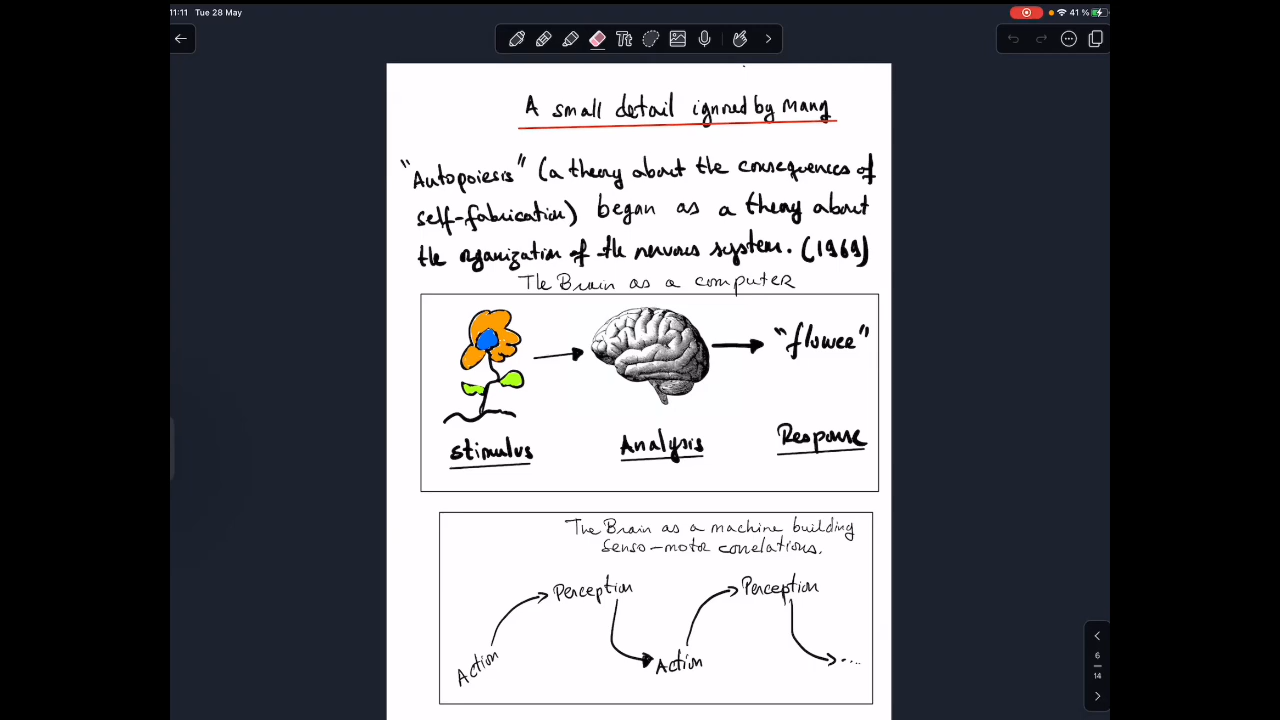 11:11 Tue 28 May
41 %
Tt
A small detail ignored by many
"Autopoiesis" (a theory about the consequences of
self-fabrication) began as a theory about
the organization of the nervous system. (1969)
The Brain as a computer
"flower"
Stimulus Analysis Response
The Brain as a machine building
senso-motor correlations.
Perception Perception
Action Action ....
6
14